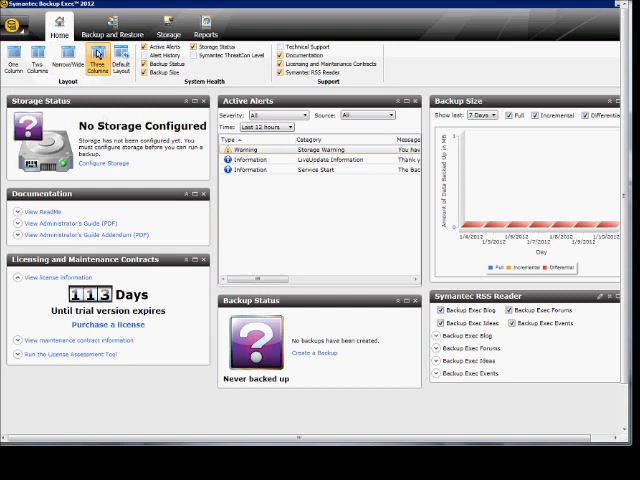 Symantec Backup Exec™ 2012
Home
Backup and Restore
Storage
Reports
One Column
Two Columns
Narrow/Wide
Three Columns
Default Layout
Layout
Active Alerts
Alert History
Backup Status
Backup Size
Storage Status
Symantec ThreatCon Level
System Health
Technical Support
Documentation
Licensing and Maintenance Contracts
Symantec RSS Reader
Support
Storage Status
No Storage Configured
Storage has not been configured yet. You
must configure storage before you can run a
backup.
Configure Storage
Documentation
View ReadMe
View Administrator's Guide (PDF)
View Administrator's Guide Addendum (PDF)
Licensing and Maintenance Contracts
View license information
113 Days
Until trial version expires
Purchase a license
View maintenance contract information
Run the License Assessment Tool
Active Alerts
Severity: All Source: All
Time: Last 12 hours
Type Category Message
Warning Storage Warning You hav
Information LiveUpdate Information Thank y
Information Service Start The Bac
Backup Status
No backups have been created.
Create a Backup
Never backed up
Backup Size
Show last: 7 Days Full Incremental Differenti
Amount of Data Backed Up in MB
1/4/2012 1/6/2012 1/8/2012 1/10/2012
1/5/2012 1/7/2012 1/9/2012
Day
Full Incremental Differential
Symantec RSS Reader
Backup Exec Blog Backup Exec Forums
Backup Exec Ideas Backup Exec Events
Backup Exec Blog
Backup Exec Forums
Backup Exec Ideas
Backup Exec Events